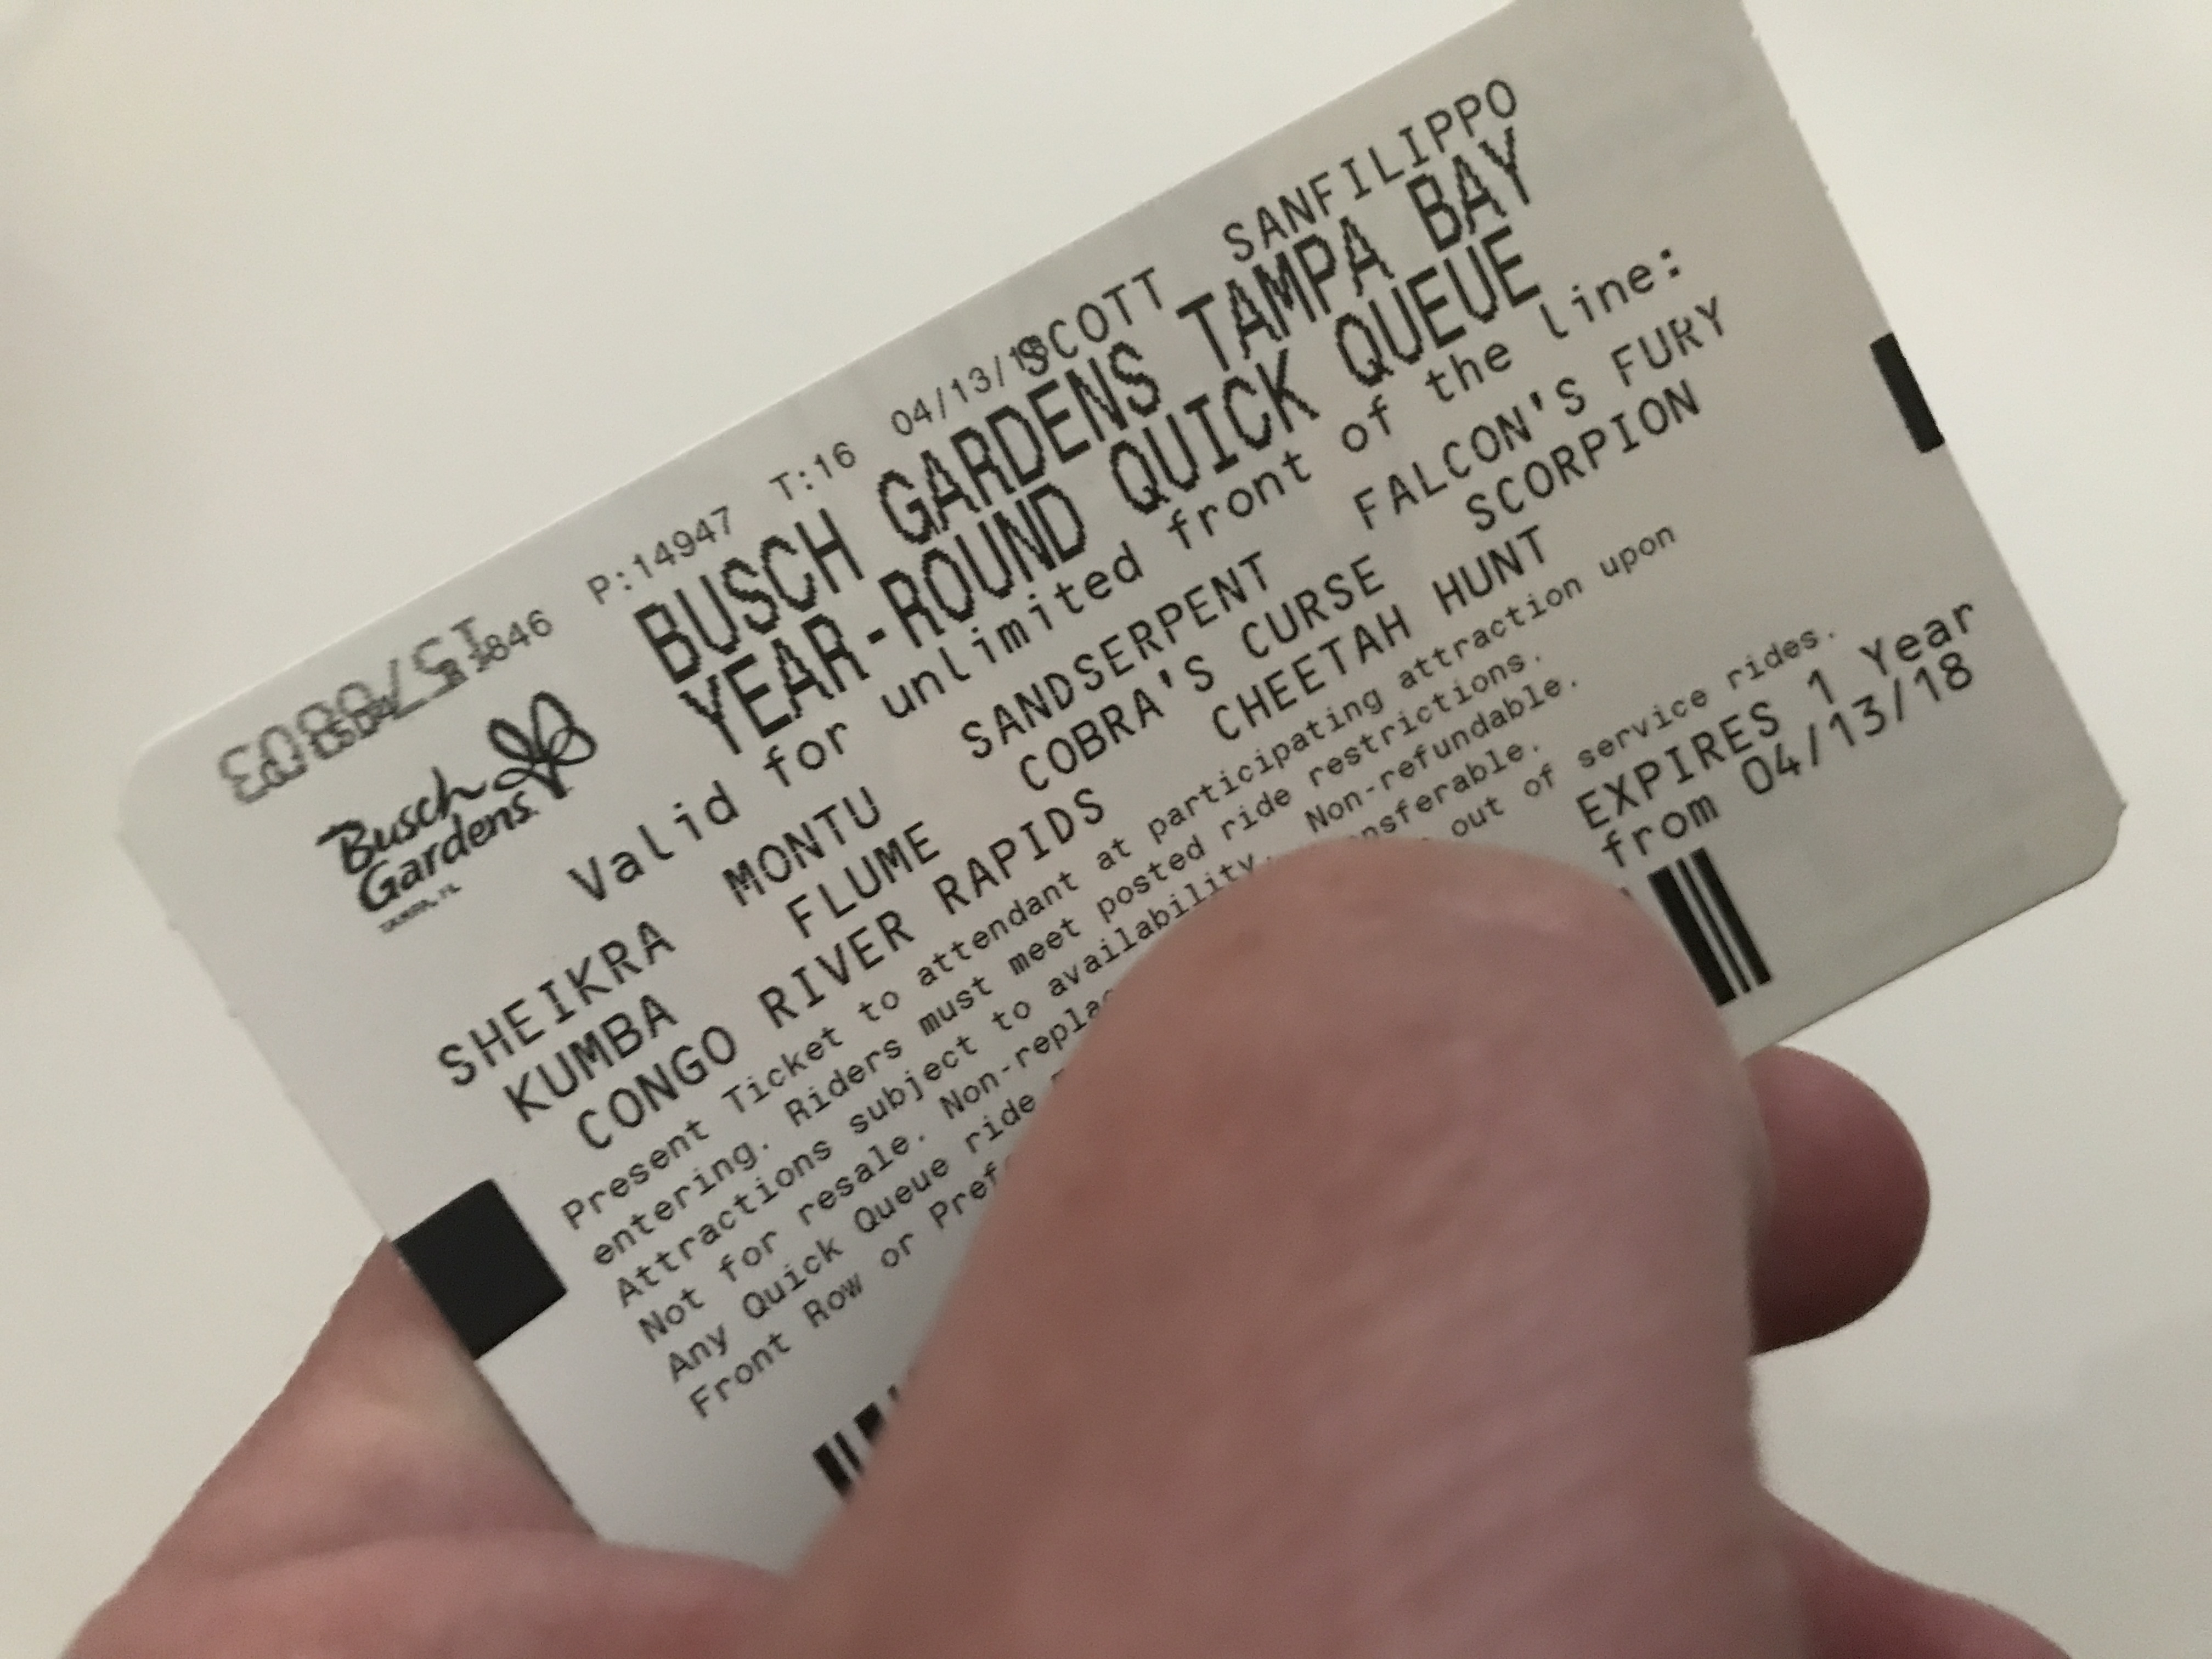 P:14947 T:16 04/13/18
SCOTT SANFILIPPO
BUSCH GARDENS TAMPA BAY
YEAR-ROUND QUICK QUEUE
Busch
Gardens
TAMPA, FL
Valid for unlimited front of the line:
SHEIKRA MONTU SANDSERPENT FALCON'S FURY
KUMBA FLUME COBRA'S CURSE SCORPION
CONGO RIVER RAPIDS CHEETAH HUNT
Present Ticket to attendant at participating attraction upon
entering. Riders must meet posted ride restrictions.
Attractions subject to availability. Non-refundable.
Not for resale.
Any Quick Queue ride out of service rides.
Front Row or
EXPIRES 1 Year
from 04/13/18